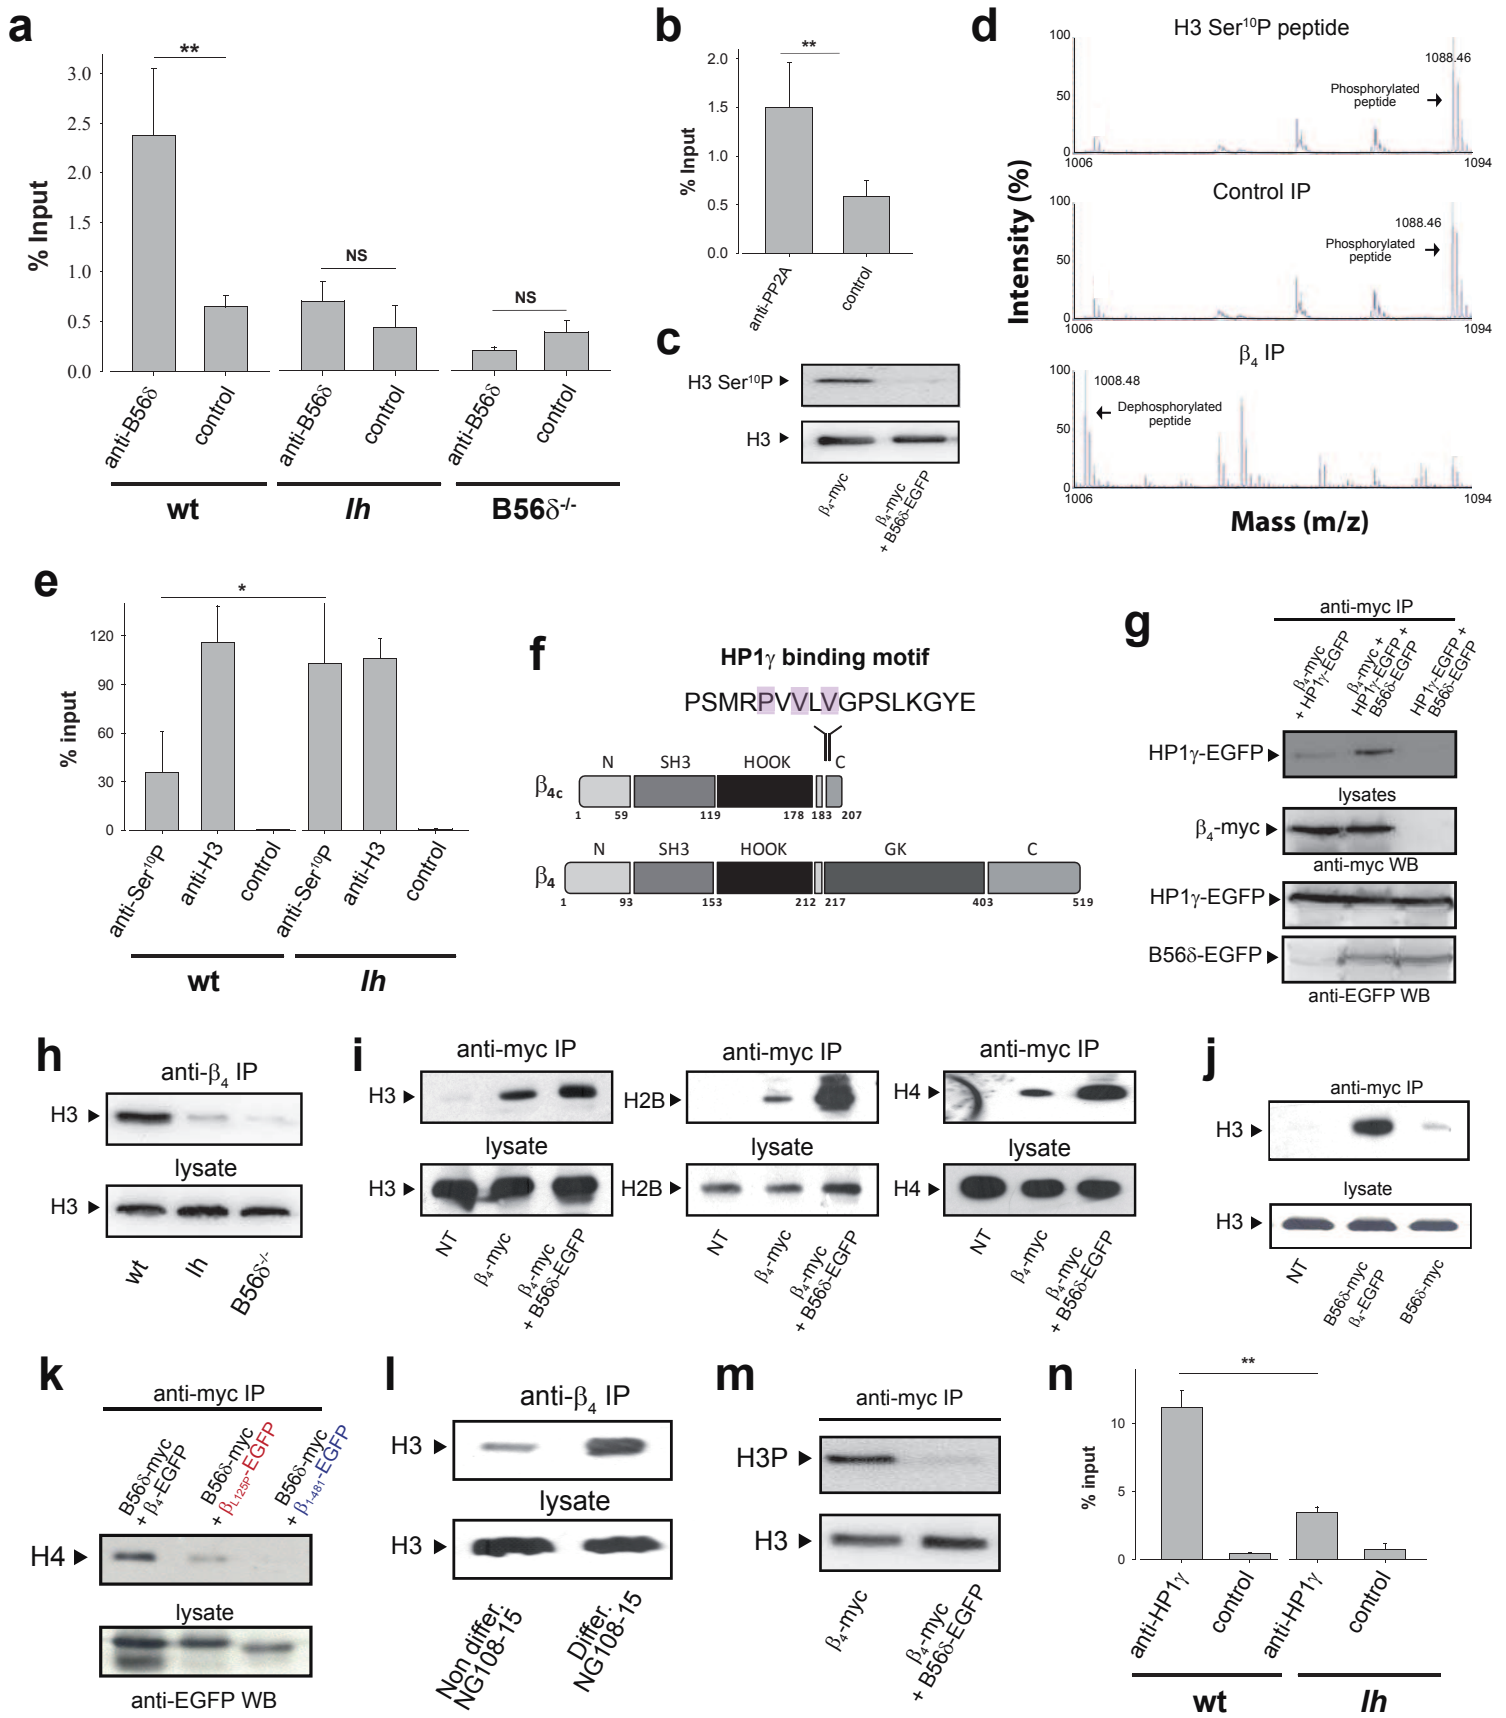 a
**
% Input
3.0
2.5
2.0
1.5
1.0
0.5
0.0
NS
NS
anti-B56δ
control
anti-B56δ
control
anti-B56δ
control
wt
lh
B56δ-/-
b
**
% Input
2.0
1.5
1.0
0.5
0.0
anti-PP2A
control
c
H3 Ser10P
H3
β4-myc
β4-myc
+ B56δ-EGFP
d
H3 Ser10P peptide
100
50
0
1088.46
Phosphorylated
peptide
1006
1094
Control IP
100
50
0
1088.46
Phosphorylated
peptide
1006
1094
β4 IP
100
50
0
1008.48
Dephosphorylated
peptide
1006
1094
Intensity (%)
Mass (m/z)
e
*
% input
120
90
60
30
0
anti-Ser10P
anti-H3
control
anti-Ser10P
anti-H3
control
wt
lh
f
HP1γ binding motif
PSMRPVVLVGPSLKGYE
N SH3 HOOK C
β4c
1 59 119 178 183 207
N SH3 HOOK GK C
β4
1 93 153 212 217 403 519
g
anti-myc IP
β4-myc
+ HP1γ-EGFP
β4-myc +
HP1γ-EGFP +
B56δ-EGFP
HP1γ-EGFP +
B56δ-EGFP
HP1γ-EGFP
lysates
β4-myc
anti-myc WB
HP1γ-EGFP
B56δ-EGFP
anti-EGFP WB
h
anti-β4 IP
H3
lysate
H3
wt
lh
B56δ-/-
i
anti-myc IP
H3
lysate
H3
NT
β4-myc
β4-myc
+ B56δ-EGFP
anti-myc IP
H2B
lysate
H2B
NT
β4-myc
β4-myc
+ B56δ-EGFP
anti-myc IP
H4
lysate
H4
NT
β4-myc
β4-myc
+ B56δ-EGFP
j
anti-myc IP
H3
lysate
H3
NT
B56δ-myc
β4-EGFP
B56δ-myc
k
anti-myc IP
B56δ-myc
+ β4-EGFP
B56δ-myc
+ βL125P-EGFP
B56δ-myc
+ β1-481-EGFP
H4
lysate
anti-EGFP WB
l
anti-β4 IP
H3
lysate
H3
Non differ.
NG108-15
Differ.
NG108-15
m
anti-myc IP
H3P
H3
β4-myc
β4-myc
+ B56δ-EGFP
n
**
% input
10
5
0
anti-HP1γ
control
anti-HP1γ
control
wt
lh